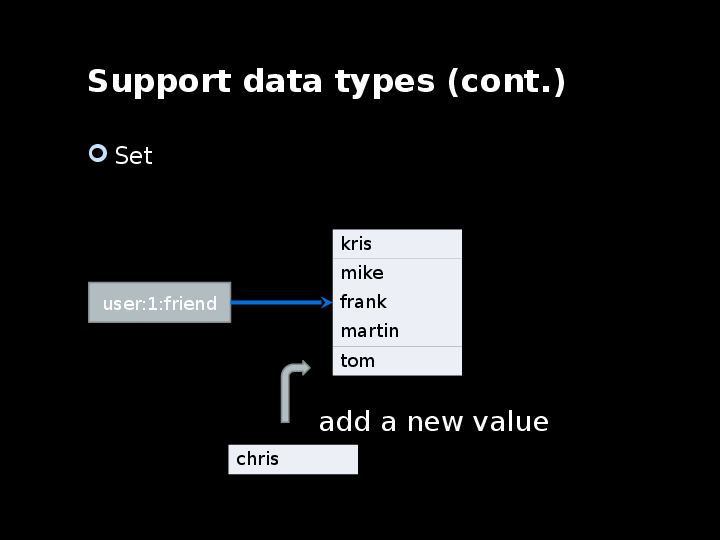 Support data types (cont.)
Set
kris
mike
user:1:friend
frank
martin
tom
add a new value
chris